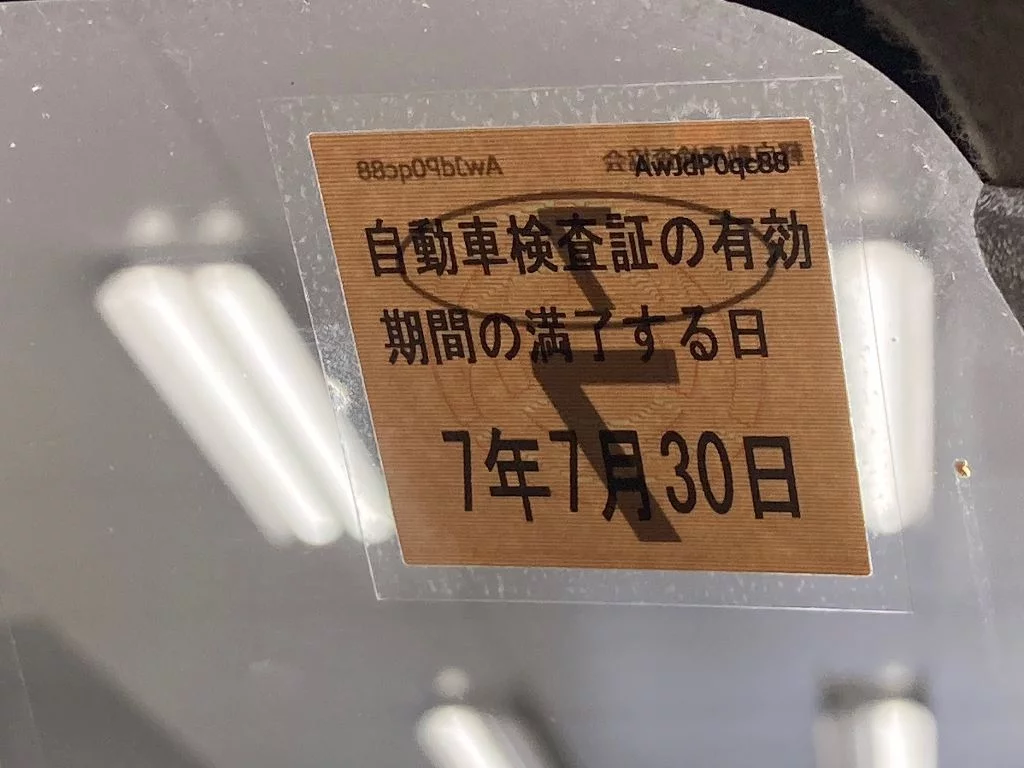 AwJdP0qc88
自動車検査証の有効
期間の満了する日
7年7月30日